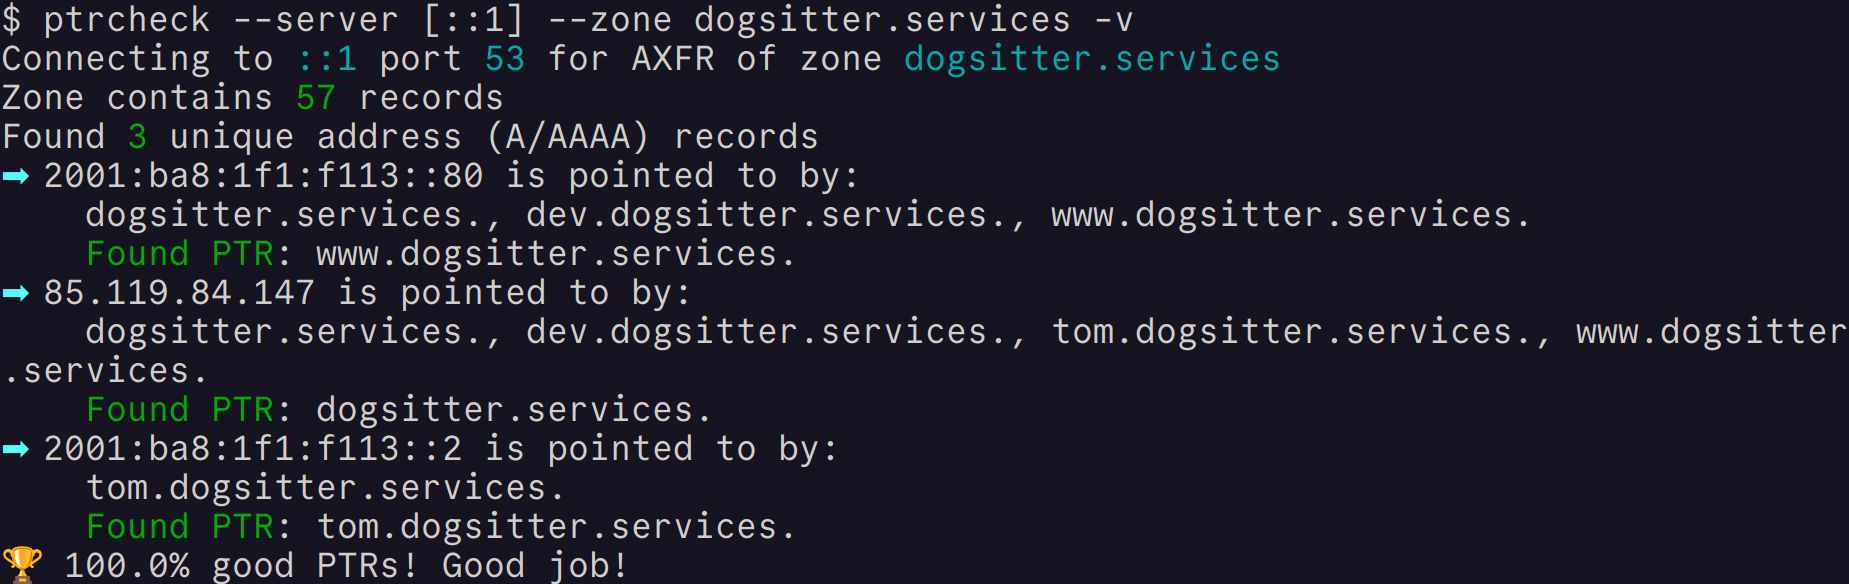 $ ptrcheck --server [::1] --zone dogsitter.services -v
Connecting to ::1 port 53 for AXFR of zone dogsitter.services
Zone contains 57 records
Found 3 unique address (A/AAAA) records
➡ 2001:ba8:1f1:f113::80 is pointed to by:
    dogsitter.services., dev.dogsitter.services., www.dogsitter.services.
    Found PTR: www.dogsitter.services.
➡ 85.119.84.147 is pointed to by:
    dogsitter.services., dev.dogsitter.services., tom.dogsitter.services., www.dogsitter
.services.
    Found PTR: dogsitter.services.
➡ 2001:ba8:1f1:f113::2 is pointed to by:
    tom.dogsitter.services.
    Found PTR: tom.dogsitter.services.
🏆 100.0% good PTRs! Good job!